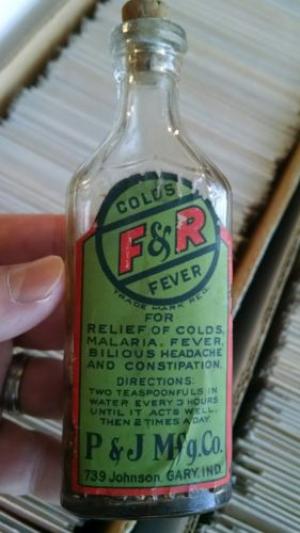 COLDS
F&R
FEVER
TRADE MARK REG.
FOR
RELIEF OF COLDS,
MALARIA, FEVER,
BILIOUS HEADACHE
AND CONSTIPATION.
DIRECTIONS:
TWO TEASPOONFULS IN
WATER EVERY 3 HOURS
UNTIL IT ACTS WELL,
THEN 2 TIMES A DAY.
P & J Mfg. Co.
739 Johnson, GARY, IND.